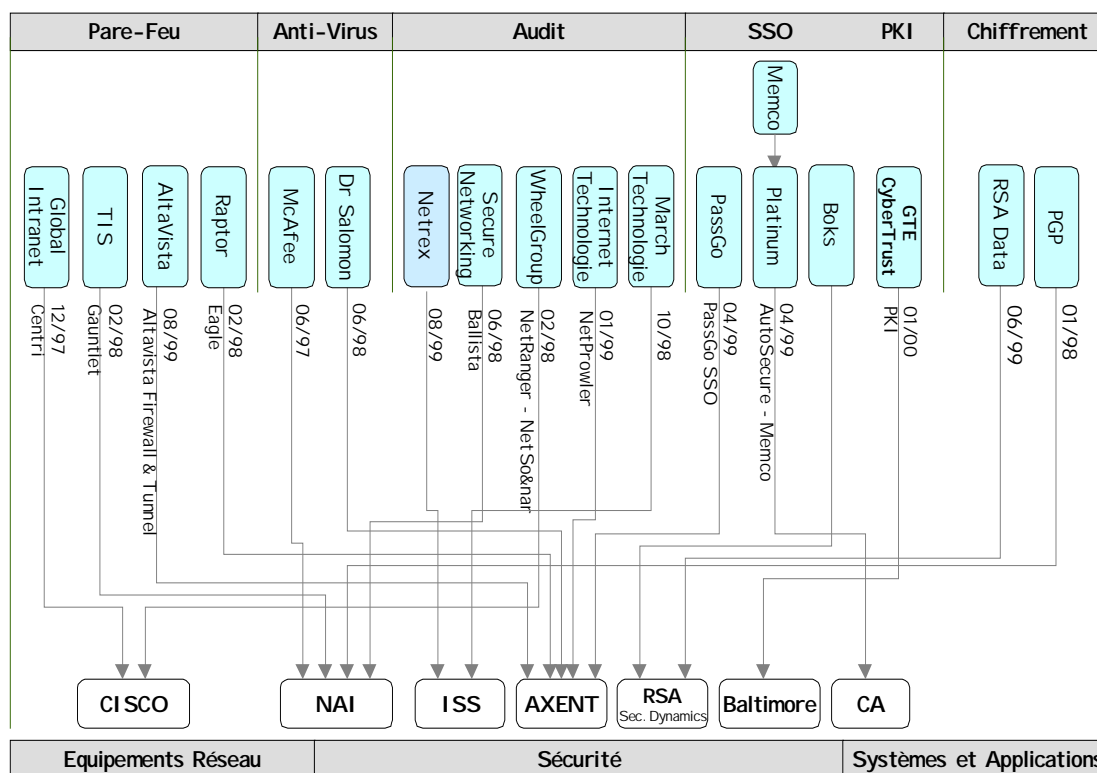 Pare-Feu
Anti-Virus
Audit
SSO
PKI
Chiffrement
Memco
Global
Intranet
TIS
AltaVista
Raptor
McAfee
Dr Salomon
Netrex
Secure
Networking
WheelGroup
Internet
Technologie
March
Technologie
PassGo
Platinum
Boks
GTE
CyberTrust
RSA Data
PGP
12/97
Centri
02/98
Gauntlet
08/99
Altavista Firewall & Tunnel
02/98
Eagle
06/97
06/98
08/99
06/98
Ballista
02/98
NetRanger - NetSo&nar
01/99
NetProwler
10/98
04/99
PassGo SSO
04/99
AutoSecure - Memco
01/00
PKI
06/99
01/98
CISCO
NAI
ISS
AXENT
RSA
Sec. Dynamics
Baltimore
CA
Equipements Réseau
Sécurité
Systèmes et Applications